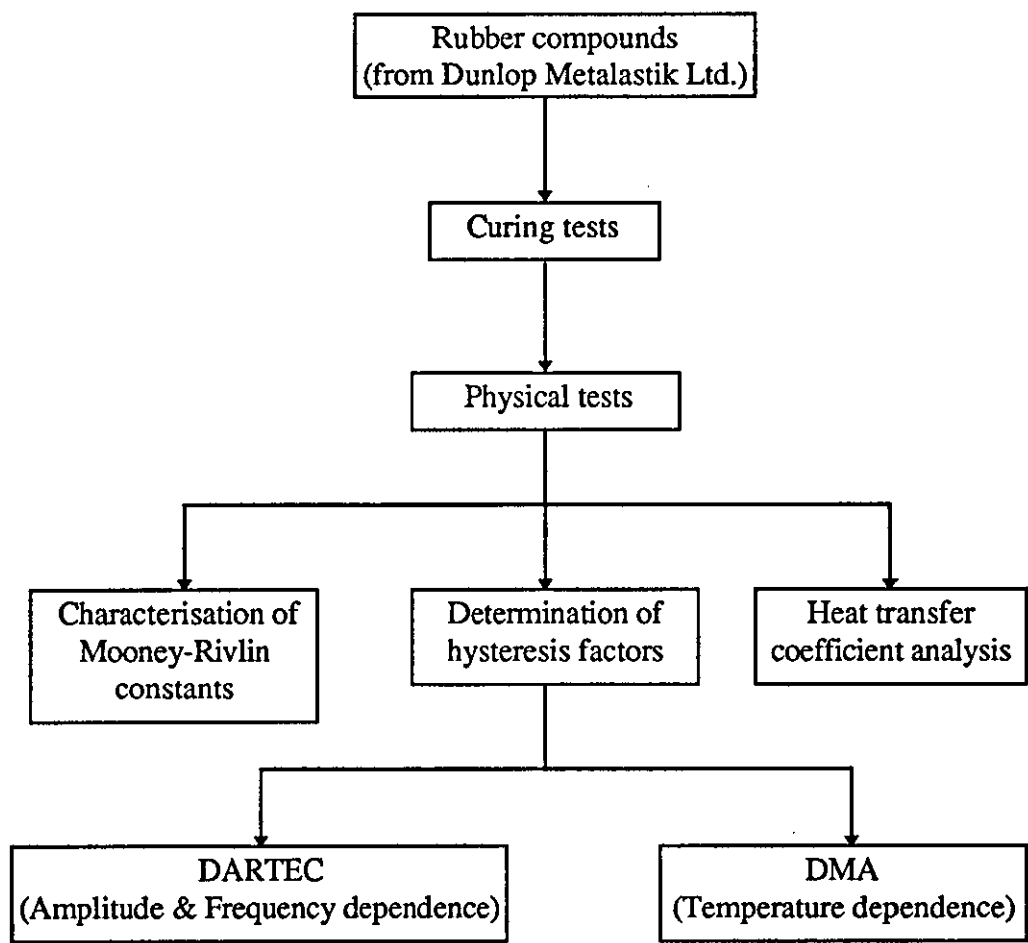 Rubber compounds
(from Dunlop Metalastik Ltd.)
Curing tests
Physical tests
Characterisation of
Mooney-Rivlin
constants
Determination of
hysteresis factors
Heat transfer
coefficient analysis
DARTEC
(Amplitude & Frequency dependence)
DMA
(Temperature dependence)